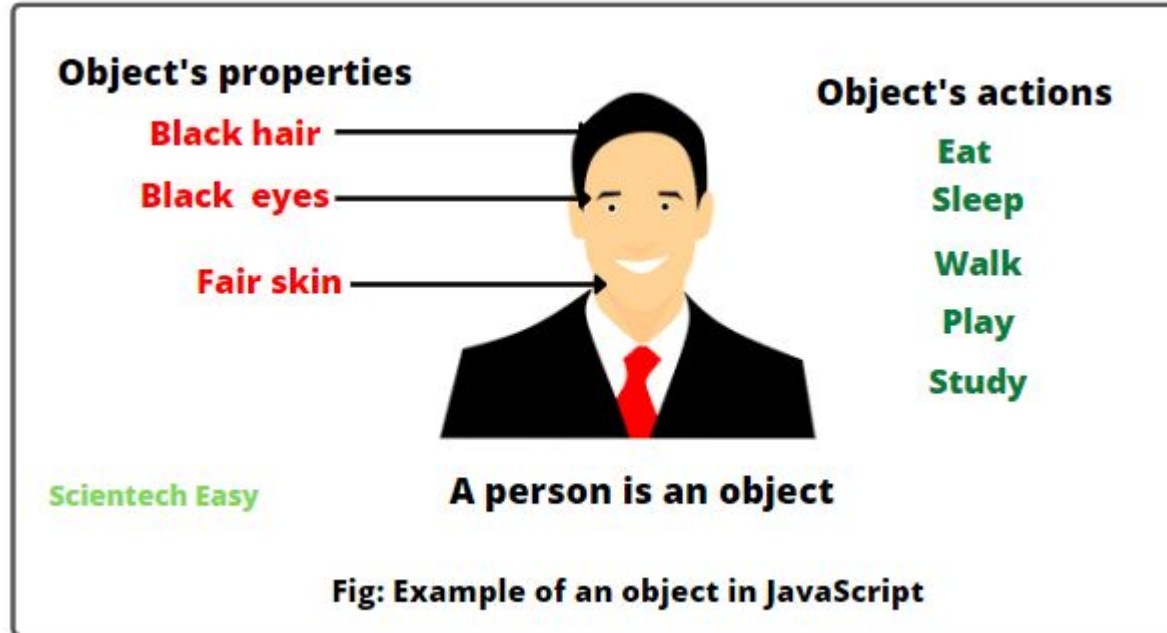 Object's properties
Black hair
Black eyes
Fair skin
Object's actions
Eat
Sleep
Walk
Play
Study
Scientech Easy
A person is an object
Fig: Example of an object in JavaScript